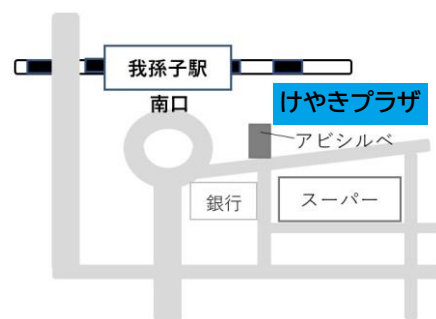 我孫子駅
南口
けやきプラザ
アビシルベ
銀行
スーパー